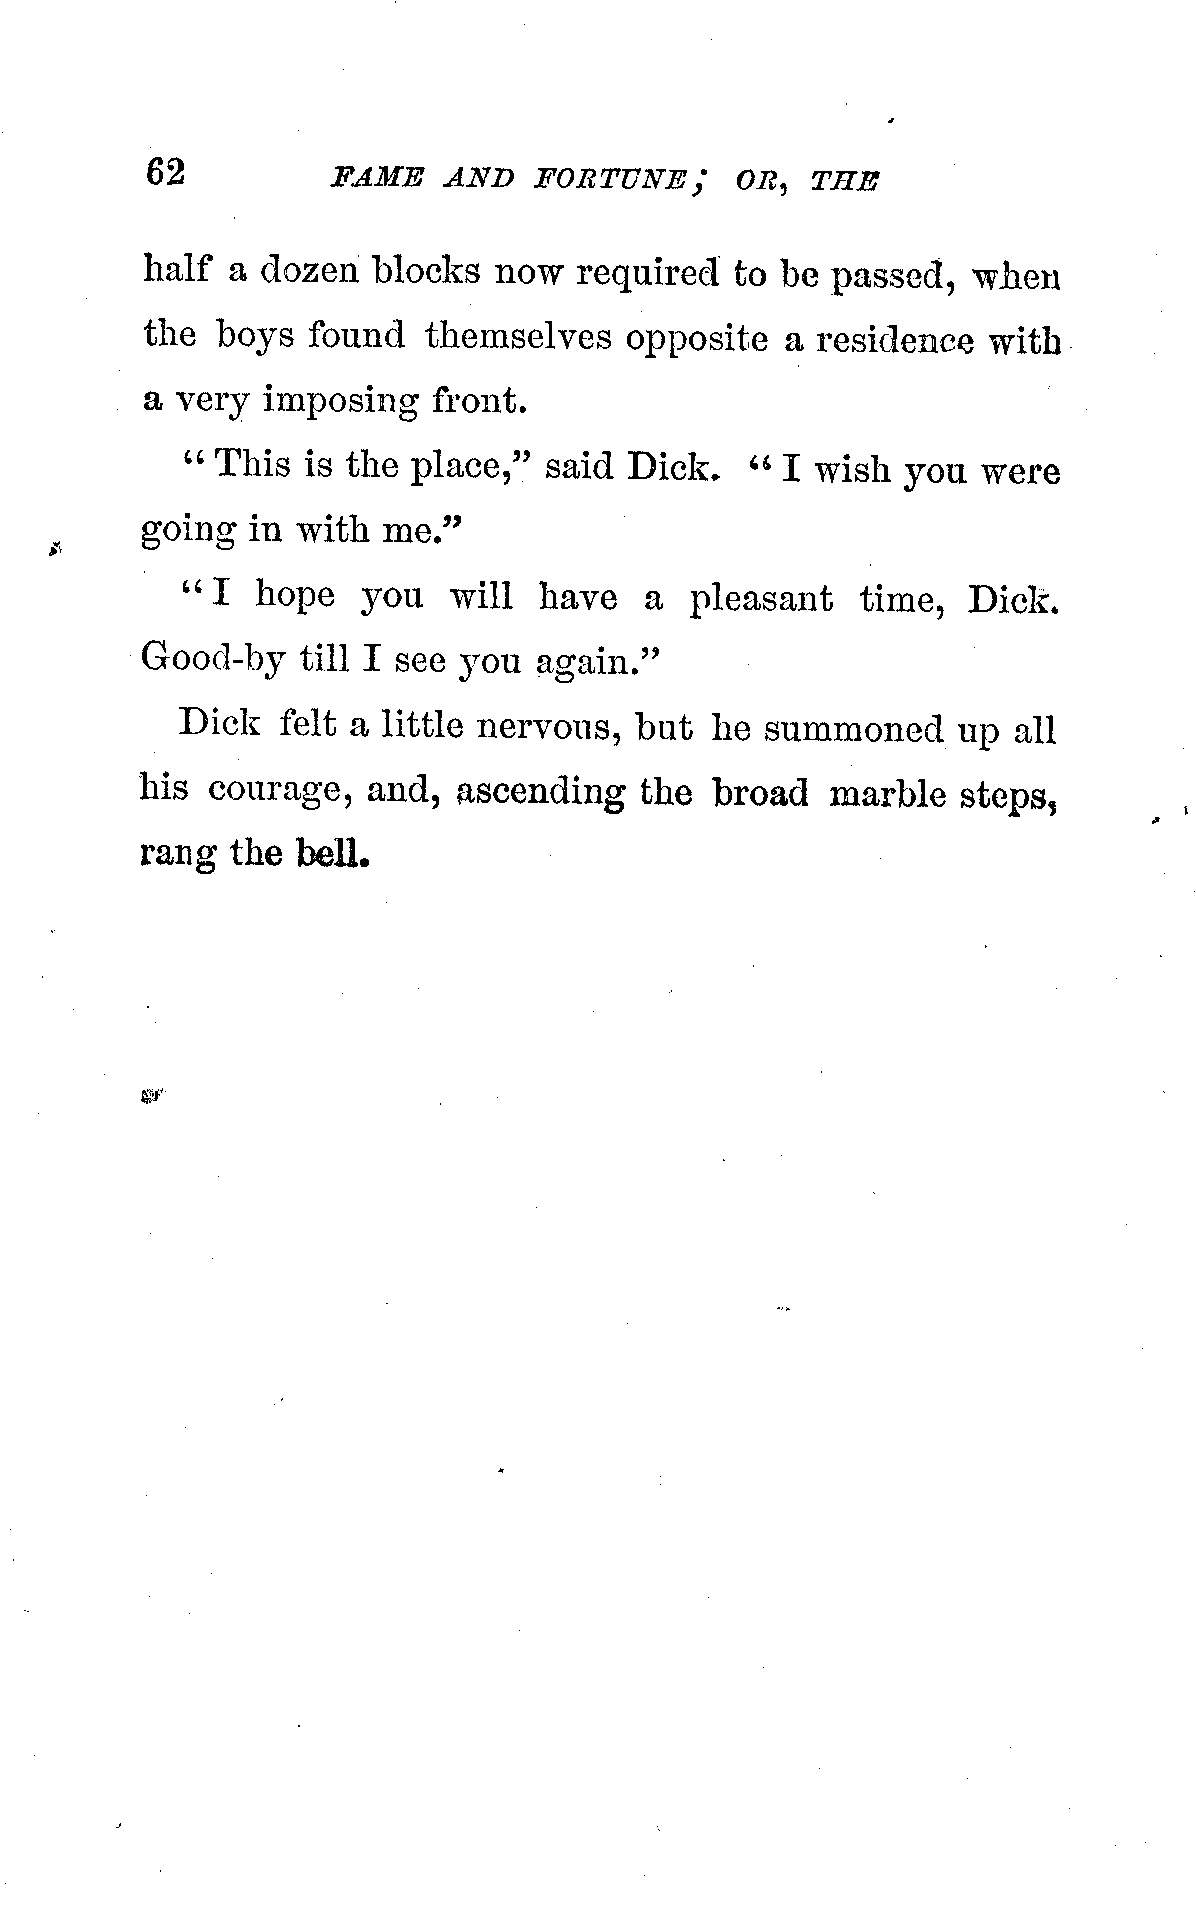 62 FAME AND FORTUNE; OR, THE
half a dozen blocks now required to be passed, when
the boys found themselves opposite a residence with
a very imposing front.
“This is the place,” said Dick. “I wish you were
going in with me.”
“I hope you will have a pleasant time, Dick.
Good-by till I see you again.”
Dick felt a little nervous, but he summoned up all
his courage, and, ascending the broad marble steps,
rang the bell.